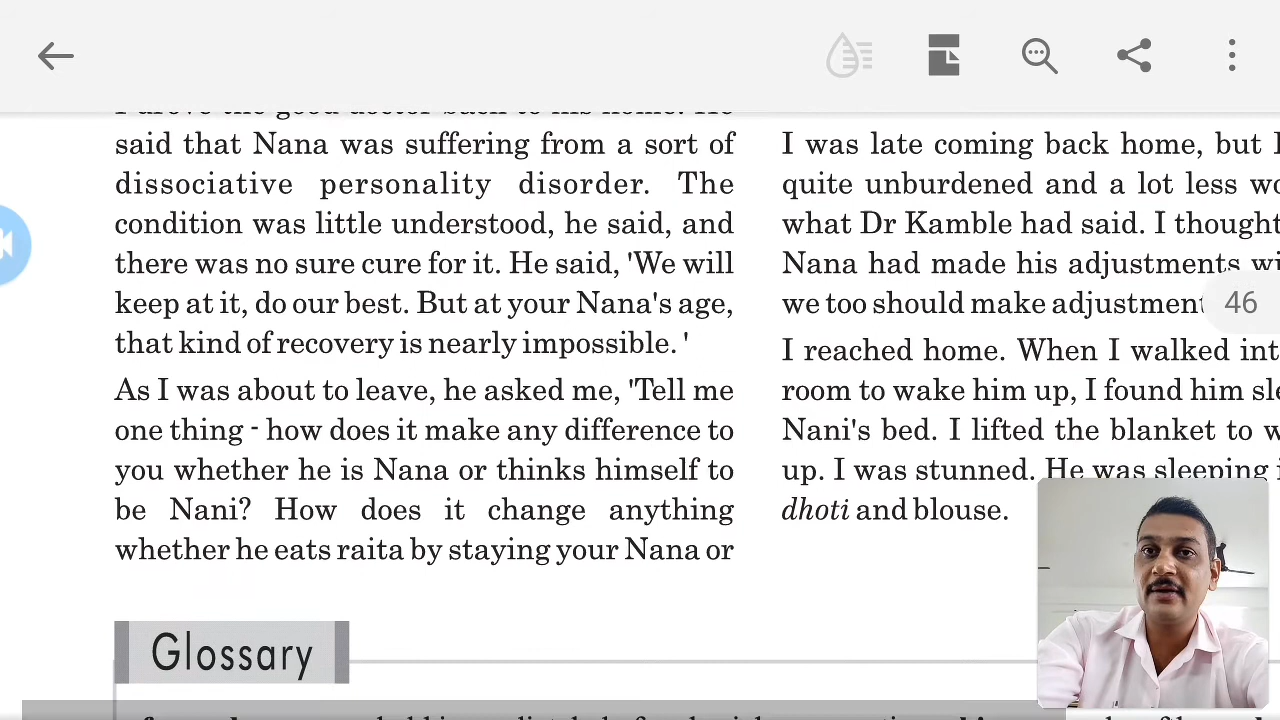 said that Nana was suffering from a sort of
dissociative personality disorder. The
condition was little understood, he said, and
there was no sure cure for it. He said, 'We will
keep at it, do our best. But at your Nana's age,
that kind of recovery is nearly impossible. '
As I was about to leave, he asked me, 'Tell me
one thing - how does it make any difference to
you whether he is Nana or thinks himself to
be Nani? How does it change anything
whether he eats raita by staying your Nana or
I was late coming back home, but I
quite unburdened and a lot less
what Dr Kamble had said. I thought
Nana had made his adjustments
we too should make
46
I reached home. When I walked
room to wake him up, I found him
Nani's bed. I lifted the blanket to
up. I was stunned. He was sleeping
dhoti and blouse.
Glossary